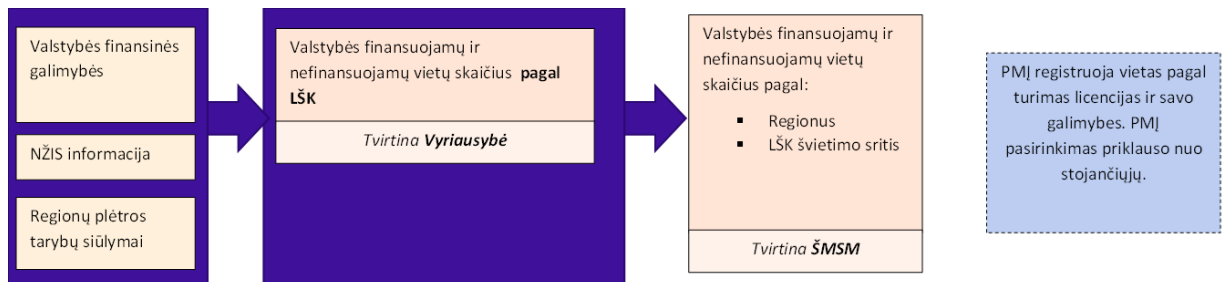 Valstybės finansinės
galimybės
NŽIS informacija
Regionų plėtros
tarybų siūlymai
Valstybės finansuojamų ir
nefinansuojamų vietų skaičius pagal
LŠK
Tvirtina Vyriausybė
Valstybės finansuojamų ir
nefinansuojamų vietų
skaičius pagal:
▪ Regionus
▪ LŠK švietimo sritis
Tvirtina ŠMSM
PMĮ registruoja vietas pagal
turimas licencijas ir savo
galimybes. PMĮ
pasirinkimas priklauso nuo
stojančiųjų.